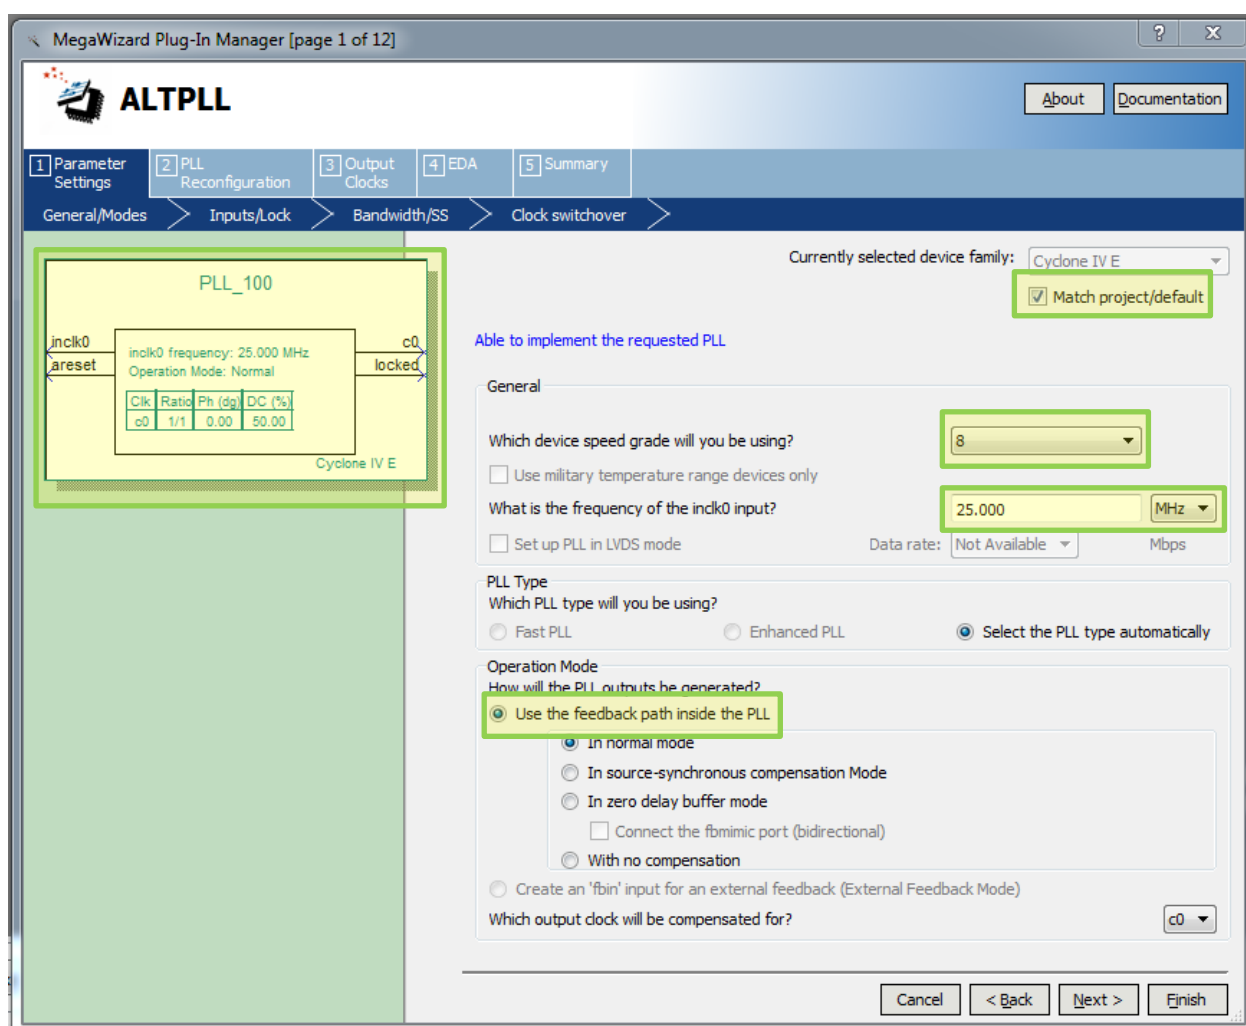 MegaWizard Plug-In Manager [page 1 of 12]
ALTPLL
About Documentation
1 Parameter Settings 2 PLL Reconfiguration 3 Output Clocks 4 EDA 5 Summary
General/Modes Inputs/Lock Bandwidth/SS Clock switchover
Currently selected device family: Cyclone IV E
Match project/default
PLL_100
inclk0 c0
areset locked
inclk0 frequency: 25.000 MHz
Operation Mode: Normal
Clk Ratio Ph (dg) DC (%)
c0 1/1 0.00 50.00
Cyclone IV E
Able to implement the requested PLL
General
Which device speed grade will you be using? 8
Use military temperature range devices only
What is the frequency of the inclk0 input? 25.000 MHz
Set up PLL in LVDS mode Data rate: Not Available Mbps
PLL Type
Which PLL type will you be using?
Fast PLL Enhanced PLL Select the PLL type automatically
Operation Mode
How will the PLL outputs be generated?
Use the feedback path inside the PLL
In normal mode
In source-synchronous compensation Mode
In zero delay buffer mode
Connect the fbmimic port (bidirectional)
With no compensation
Create an 'fbin' input for an external feedback (External Feedback Mode)
Which output clock will be compensated for? c0
Cancel < Back Next > Finish